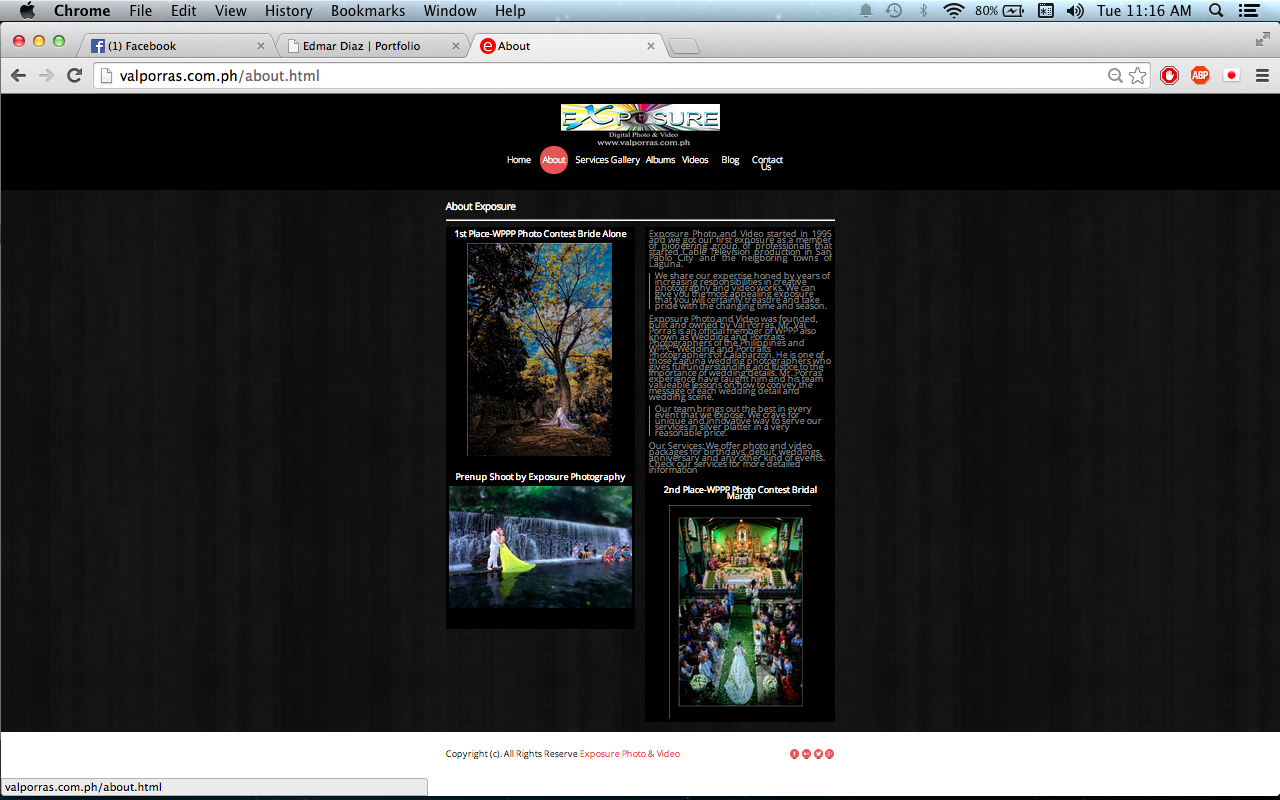 Chrome File Edit View History Bookmarks Window Help 80% Tue 11:16 AM
(1) Facebook
Edmar Diaz | Portfolio
About
valporras.com.ph/about.html
ABP
EXPOSURE
Digital Photo & Video
www.valporras.com.ph
Home About Services Gallery Albums Videos Blog Contact
Us
About Exposure
1st Place-WPPP Photo Contest Bride Alone
Prenup Shoot by Exposure Photography
Exposure Photo and Video started in 1995
and we got our first exposure as a member
of pioneering group of professionals that
started Cable Television production in San
Pablo City and the neigboring towns of
Laguna.
We share our expertise honed by years of
increasing responsibilities in creative
photography and video works. We can
give you the most appealing exposure
that you will certainly treasure and take
pride with the changing time and season.
Exposure Photo and Video was founded,
built and owned by Val Porras. Mr. Val
Porras is an official member of WPPP also
known as Wedding and Portraits
Photographers of the Philippines and
WPPC Wedding and Portraits
Photographers of Calabarzon. He is one of
those Laguna wedding photographers who
gives full understanding and justice to the
importance of wedding details. Mr. Porras
experience have taught him and his team
valueable lessons on how to convey the
message of each wedding detail and
wedding scene.
Our team brings out the best in every
event that we expose. We crave for
unique and innovative way to serve our
services in silver platter in a very
reasonable price.
Our Services: We offer photo and video
packages for birthdays, debut, weddings,
anniversary and any other kind of events.
Check our services for more detailed
information
2nd Place-WPPP Photo Contest Bridal
March
Copyright (c). All Rights Reserve Exposure Photo & Video
valporras.com.ph/about.html